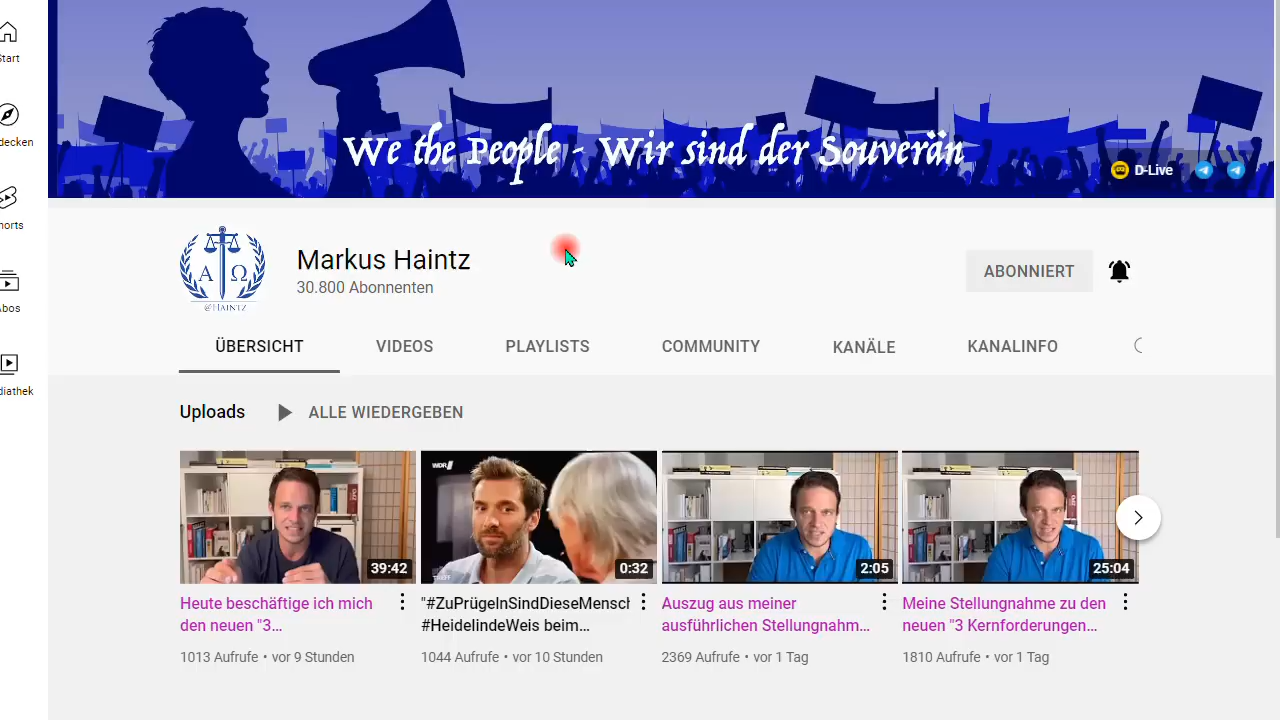 Start
We the People - Wir sind der Souverän
D-Live
decken
horts
Markus Haintz
30.800 Abonnenten
ABONNIERT
A Ω
@HAINTZ
Abos
ÜBERSICHT VIDEOS PLAYLISTS COMMUNITY KANÄLE KANALINFO
diathek
Uploads ALLE WIEDERGEBEN
WDR
39:42 0:32 2:05 25:04
Heute beschäftige ich mich
den neuen "3...
1013 Aufrufe • vor 9 Stunden
"#ZuPrügelnSindDieseMensch
#HeidelindeWeis beim...
1044 Aufrufe • vor 10 Stunden
Auszug aus meiner
ausführlichen Stellungnahm...
2369 Aufrufe • vor 1 Tag
Meine Stellungnahme zu den
neuen "3 Kernforderungen...
1810 Aufrufe • vor 1 Tag